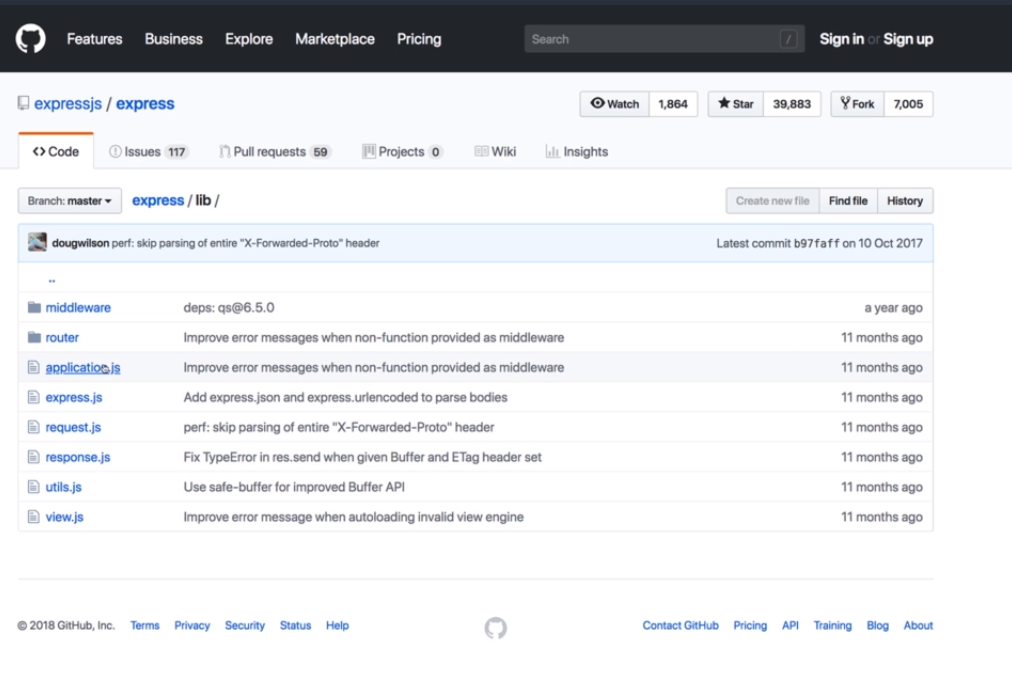 Features Business Explore Marketplace Pricing Search / Sign in or Sign up
expressjs / express Watch 1,864 Star 39,883 Fork 7,005
Code Issues 117 Pull requests 59 Projects 0 Wiki Insights
Branch: master express / lib / Create new file Find file History
dougwilson perf: skip parsing of entire "X-Forwarded-Proto" header Latest commit b97faff on 10 Oct 2017
..
middleware deps: qs@6.5.0 a year ago
router Improve error messages when non-function provided as middleware 11 months ago
application.js Improve error messages when non-function provided as middleware 11 months ago
express.js Add express.json and express.urlencoded to parse bodies 11 months ago
request.js perf: skip parsing of entire "X-Forwarded-Proto" header 11 months ago
response.js Fix TypeError in res.send when given Buffer and ETag header set 11 months ago
utils.js Use safe-buffer for improved Buffer API 11 months ago
view.js Improve error message when autoloading invalid view engine 11 months ago
© 2018 GitHub, Inc. Terms Privacy Security Status Help Contact GitHub Pricing API Training Blog About